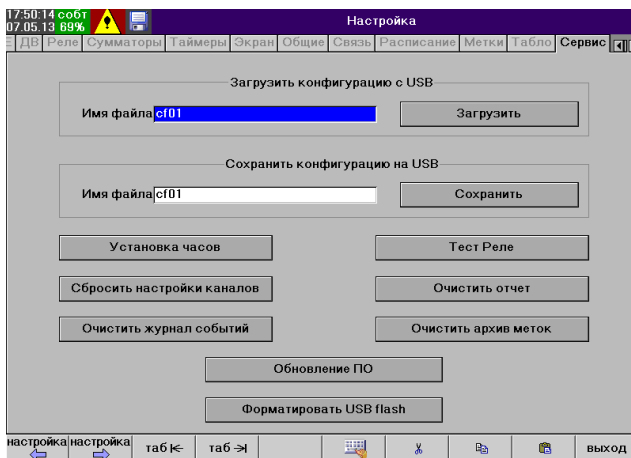 17:50:14 собт
07.05.13 69%
Настройка
ДВ Реле Сумматоры Таймеры Экран Общие Связь Расписание Метки Табло Сервис
Загрузить конфигурацию с USB
Имя файла cf01 Загрузить
Сохранить конфигурацию на USB
Имя файла cf01 Сохранить
Установка часов Тест Реле
Сбросить настройки каналов Очистить отчет
Очистить журнал событий Очистить архив меток
Обновление ПО
Форматировать USB flash
настройка настройка таб таб выход